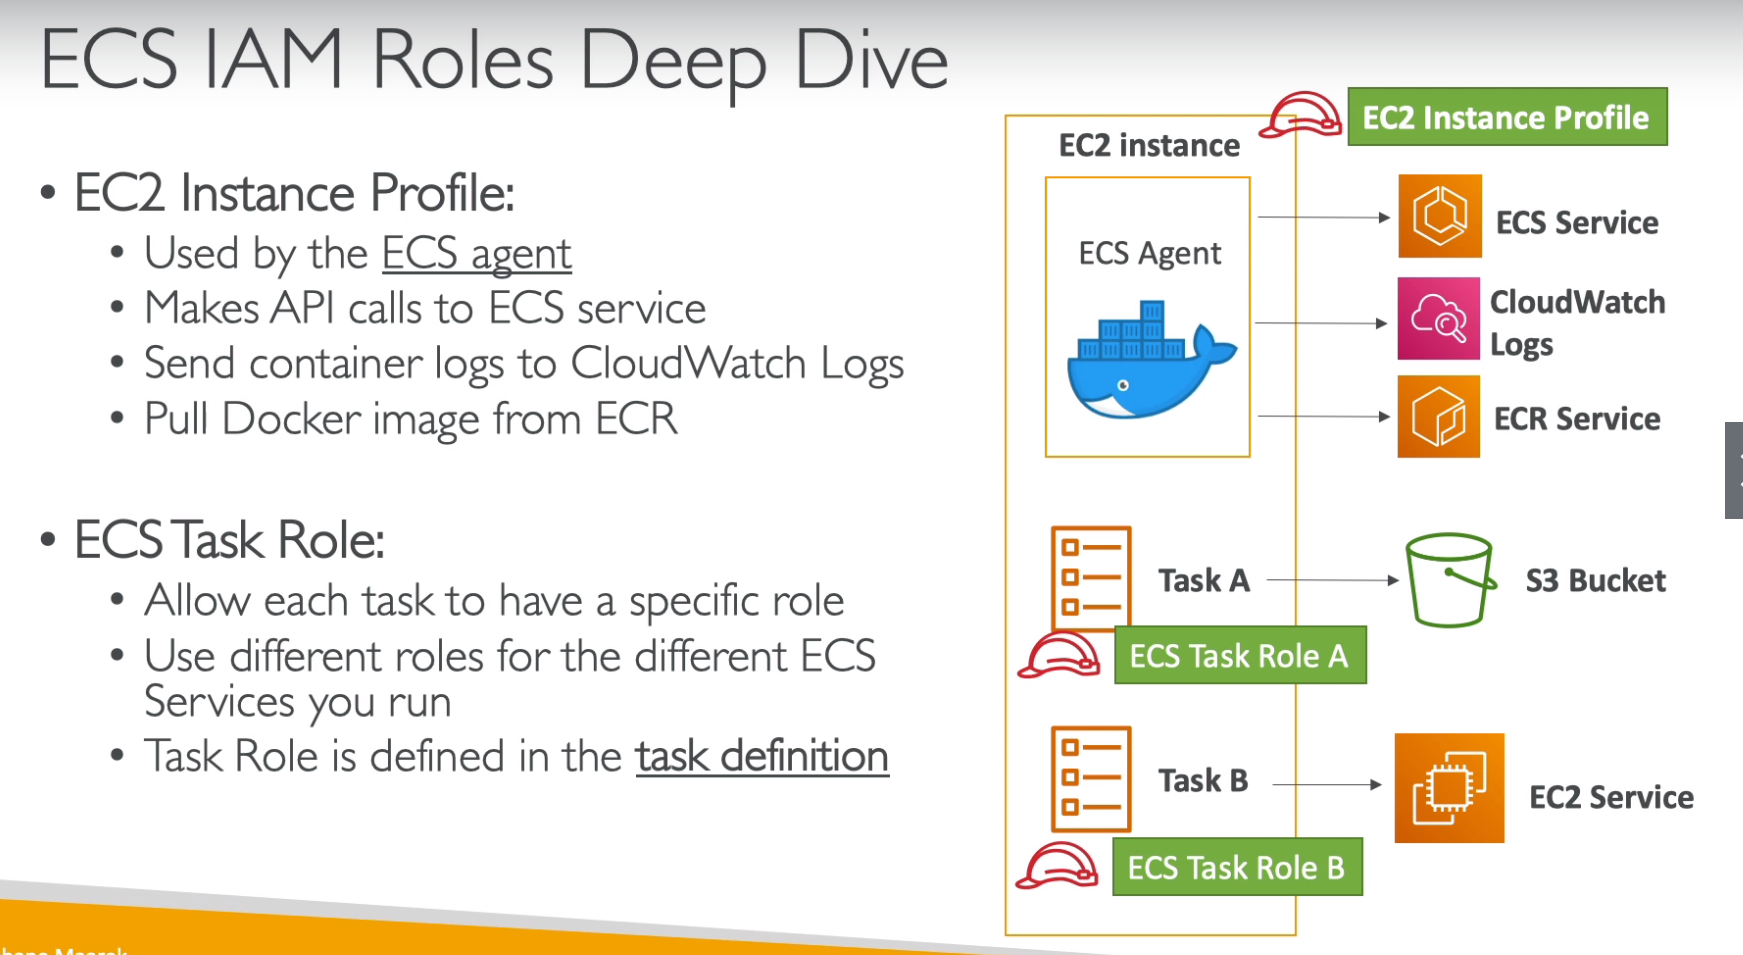 ECS IAM Roles Deep Dive
• EC2 Instance Profile:
• Used by the ECS agent
• Makes API calls to ECS service
• Send container logs to CloudWatch Logs
• Pull Docker image from ECR
• ECS Task Role:
• Allow each task to have a specific role
• Use different roles for the different ECS
Services you run
• Task Role is defined in the task definition
EC2 Instance Profile
EC2 instance
ECS Agent
ECS Service
CloudWatch
Logs
ECR Service
Task A
S3 Bucket
ECS Task Role A
Task B
EC2 Service
ECS Task Role B